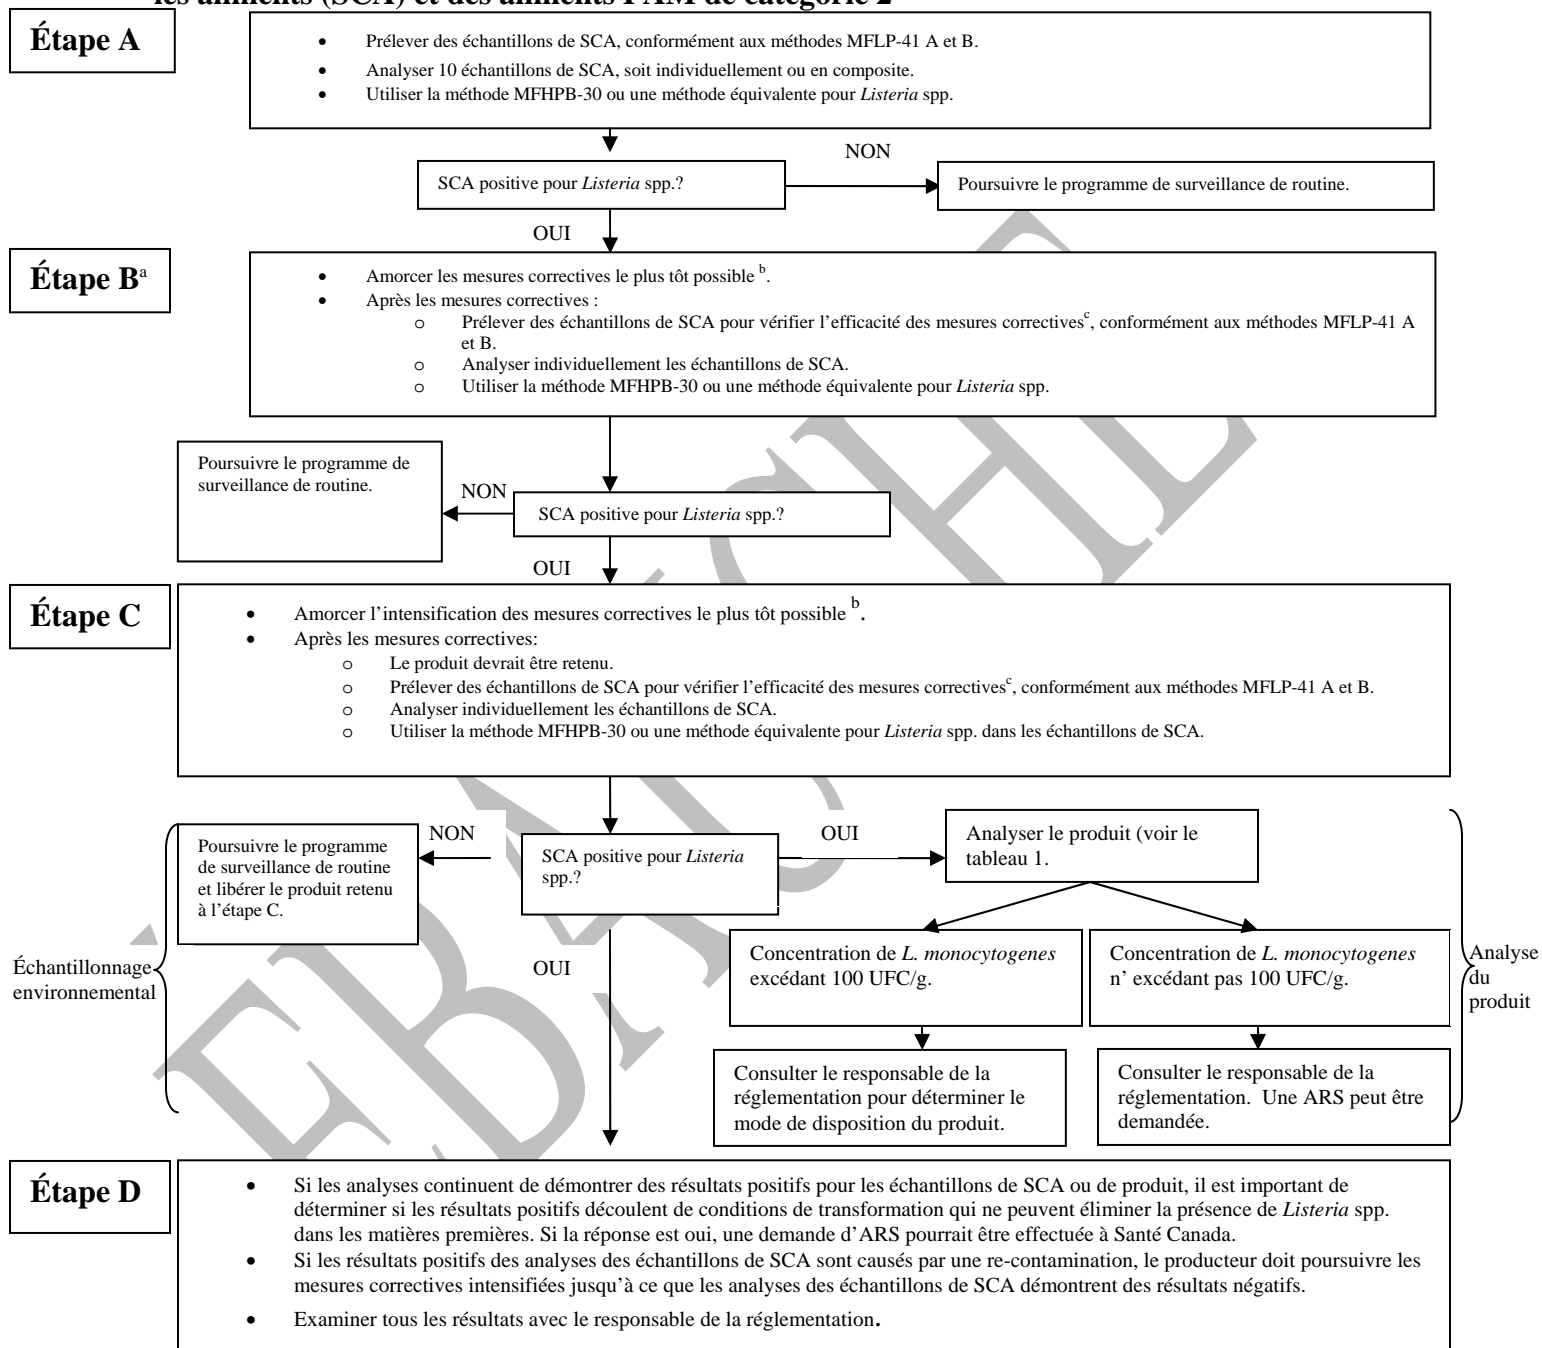 les aliments (SCA) et des aliments PAM de catégorie 2
Étape A
• Prélever des échantillons de SCA, conformément aux méthodes MFLP-41 A et B.
• Analyser 10 échantillons de SCA, soit individuellement ou en composite.
• Utiliser la méthode MFHPB-30 ou une méthode équivalente pour Listeria spp.
NON
SCA positive pour Listeria spp.?
Poursuivre le programme de surveillance de routine.
OUI
Étape Bᵃ
• Amorcer les mesures correctives le plus tôt possible ᵇ.
• Après les mesures correctives :
o Prélever des échantillons de SCA pour vérifier l’efficacité des mesures correctivesᶜ, conformément aux méthodes MFLP-41 A
et B.
o Analyser individuellement les échantillons de SCA.
o Utiliser la méthode MFHPB-30 ou une méthode équivalente pour Listeria spp.
Poursuivre le programme de
surveillance de routine.
NON
SCA positive pour Listeria spp.?
OUI
Étape C
• Amorcer l’intensification des mesures correctives le plus tôt possible ᵇ.
• Après les mesures correctives:
o Le produit devrait être retenu.
o Prélever des échantillons de SCA pour vérifier l’efficacité des mesures correctivesᶜ, conformément aux méthodes MFLP-41 A et B.
o Analyser individuellement les échantillons de SCA.
o Utiliser la méthode MFHPB-30 ou une méthode équivalente pour Listeria spp. dans les échantillons de SCA.
Échantillonnage
environnemental
Poursuivre le programme
de surveillance de routine
et libérer le produit retenu
à l’étape C.
NON
SCA positive pour Listeria
spp.?
OUI
Analyser le produit (voir le
tableau 1.
OUI
Concentration de L. monocytogenes
excédant 100 UFC/g.
Concentration de L. monocytogenes
n’ excédant pas 100 UFC/g.
Analyse
du
produit
Consulter le responsable de la
réglementation pour déterminer le
mode de disposition du produit.
Consulter le responsable de la
réglementation. Une ARS peut être
demandée.
Étape D
• Si les analyses continuent de démontrer des résultats positifs pour les échantillons de SCA ou de produit, il est important de
déterminer si les résultats positifs découlent de conditions de transformation qui ne peuvent éliminer la présence de Listeria spp.
dans les matières premières. Si la réponse est oui, une demande d’ARS pourrait être effectuée à Santé Canada.
• Si les résultats positifs des analyses des échantillons de SCA sont causés par une re-contamination, le producteur doit poursuivre les
mesures correctives intensifiées jusqu’à ce que les analyses des échantillons de SCA démontrent des résultats négatifs.
• Examiner tous les résultats avec le responsable de la réglementation.
ÉBAUCHE